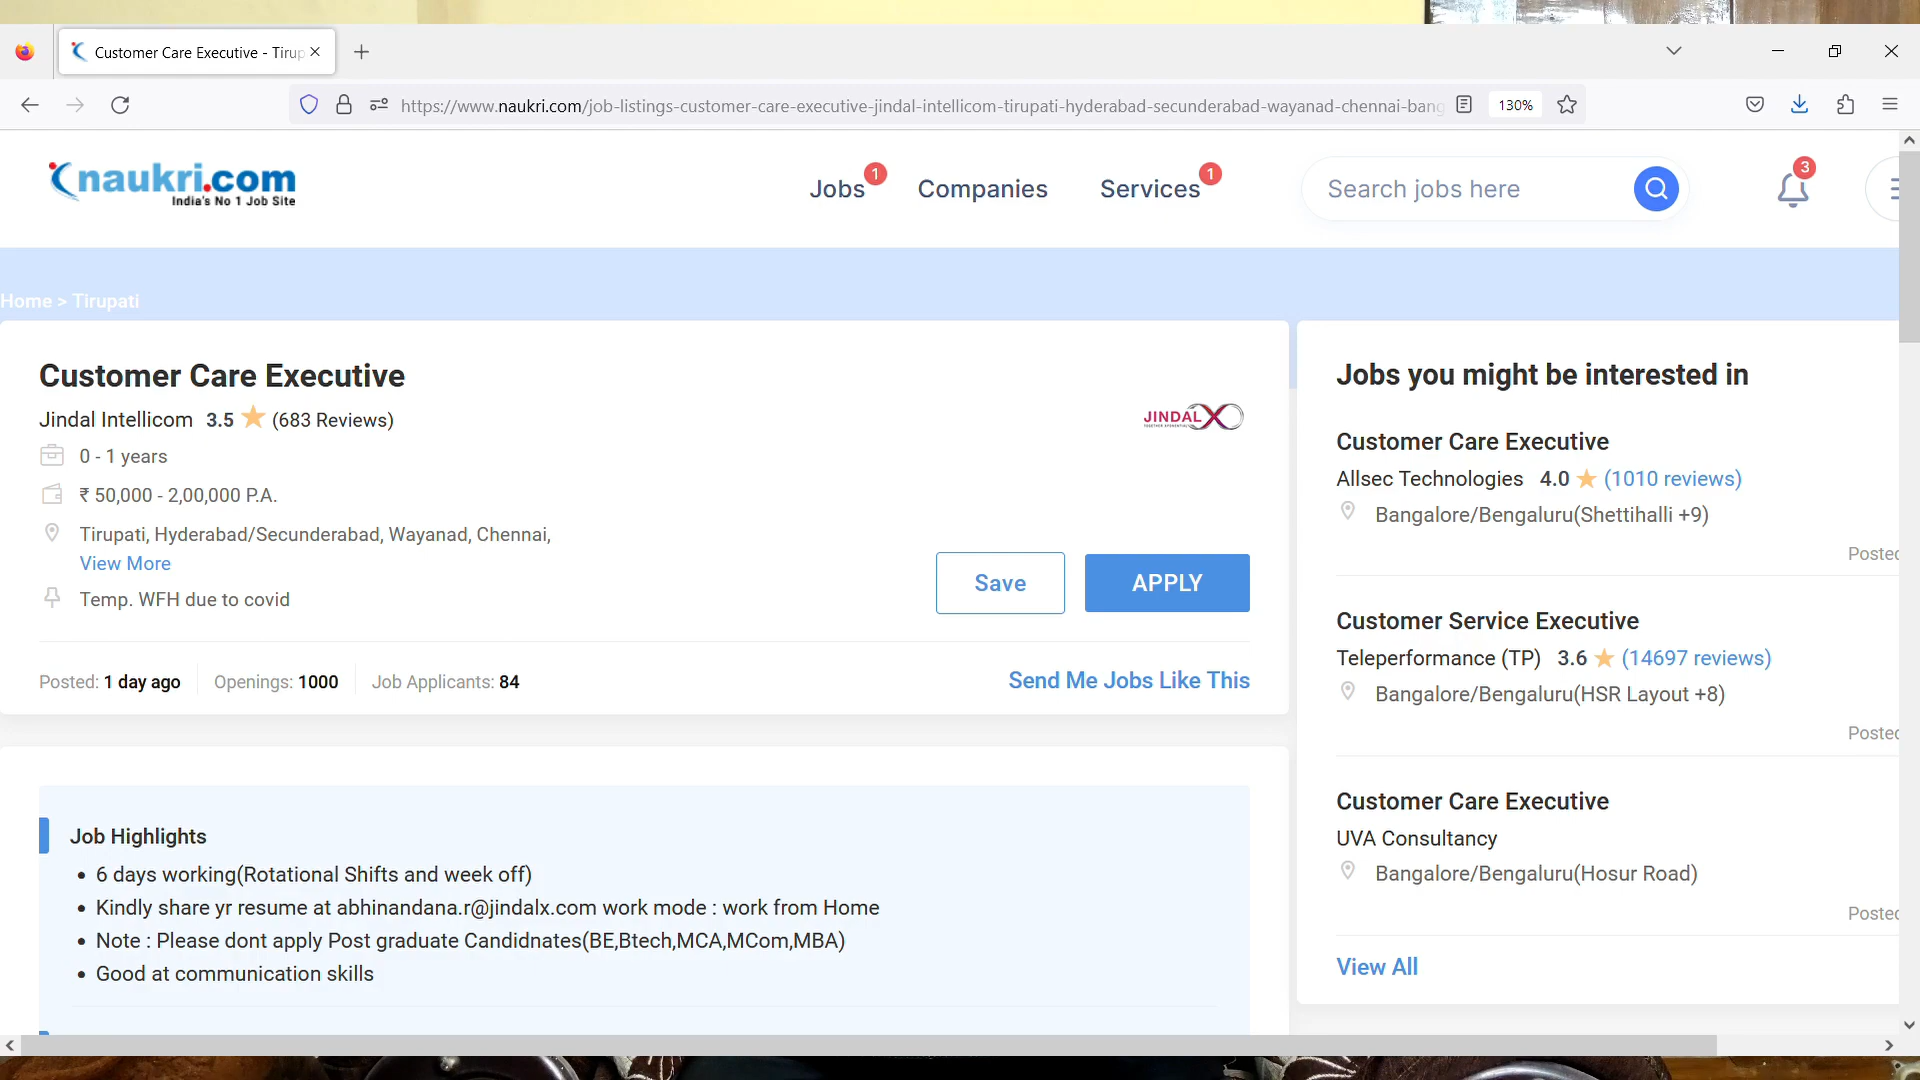 Customer Care Executive - Tirup
https://www.naukri.com/job-listings-customer-care-executive-jindal-intellicom-tirupati-hyderabad-secunderabad-wayanad-chennai-bang
130%
naukri.com
India's No 1 Job Site
Jobs 1
Companies
Services 1
Search jobs here
3
Home > Tirupati
Customer Care Executive
Jindal Intellicom 3.5 (683 Reviews)
JINDAL X
0 - 1 years
₹ 50,000 - 2,00,000 P.A.
Tirupati, Hyderabad/Secunderabad, Wayanad, Chennai,
View More
Temp. WFH due to covid
Save
APPLY
Posted: 1 day ago
Openings: 1000
Job Applicants: 84
Send Me Jobs Like This
Job Highlights
• 6 days working(Rotational Shifts and week off)
• Kindly share yr resume at abhinandana.r@jindalx.com work mode : work from Home
• Note : Please dont apply Post graduate Candidnates(BE,Btech,MCA,MCom,MBA)
• Good at communication skills
Jobs you might be interested in
Customer Care Executive
Allsec Technologies 4.0 (1010 reviews)
Bangalore/Bengaluru(Shettihalli +9)
Posted
Customer Service Executive
Teleperformance (TP) 3.6 (14697 reviews)
Bangalore/Bengaluru(HSR Layout +8)
Posted
Customer Care Executive
UVA Consultancy
Bangalore/Bengaluru(Hosur Road)
Posted
View All